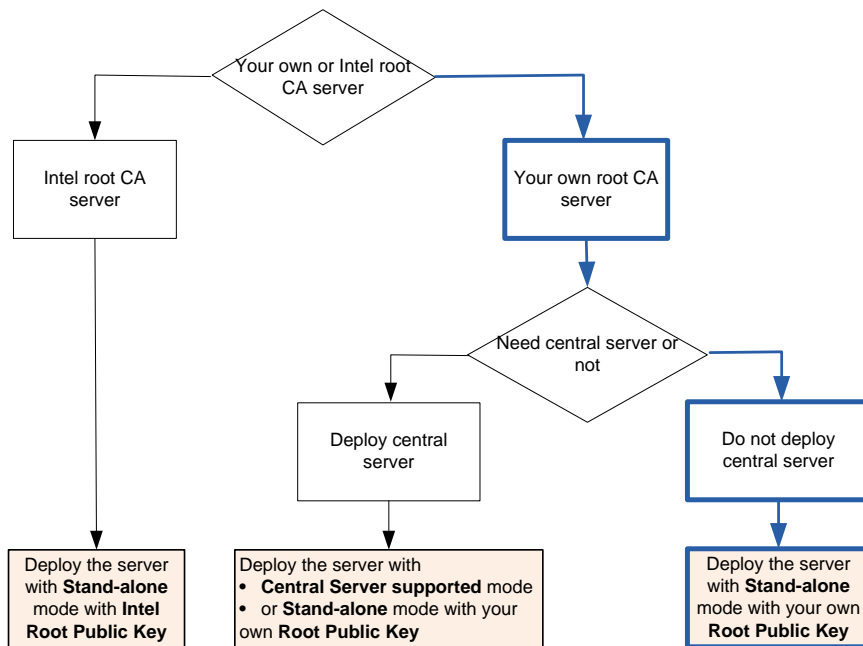 Your own or Intel root
CA server
Intel root CA
server
Your own root CA
server
Need central server or
not
Deploy central
server
Do not deploy
central server
Deploy the server
with Stand-alone
mode with Intel
Root Public Key
Deploy the server with
• Central Server supported mode
• or Stand-alone mode with your
own Root Public Key
Deploy the server
with Stand-alone
mode with your own
Root Public Key